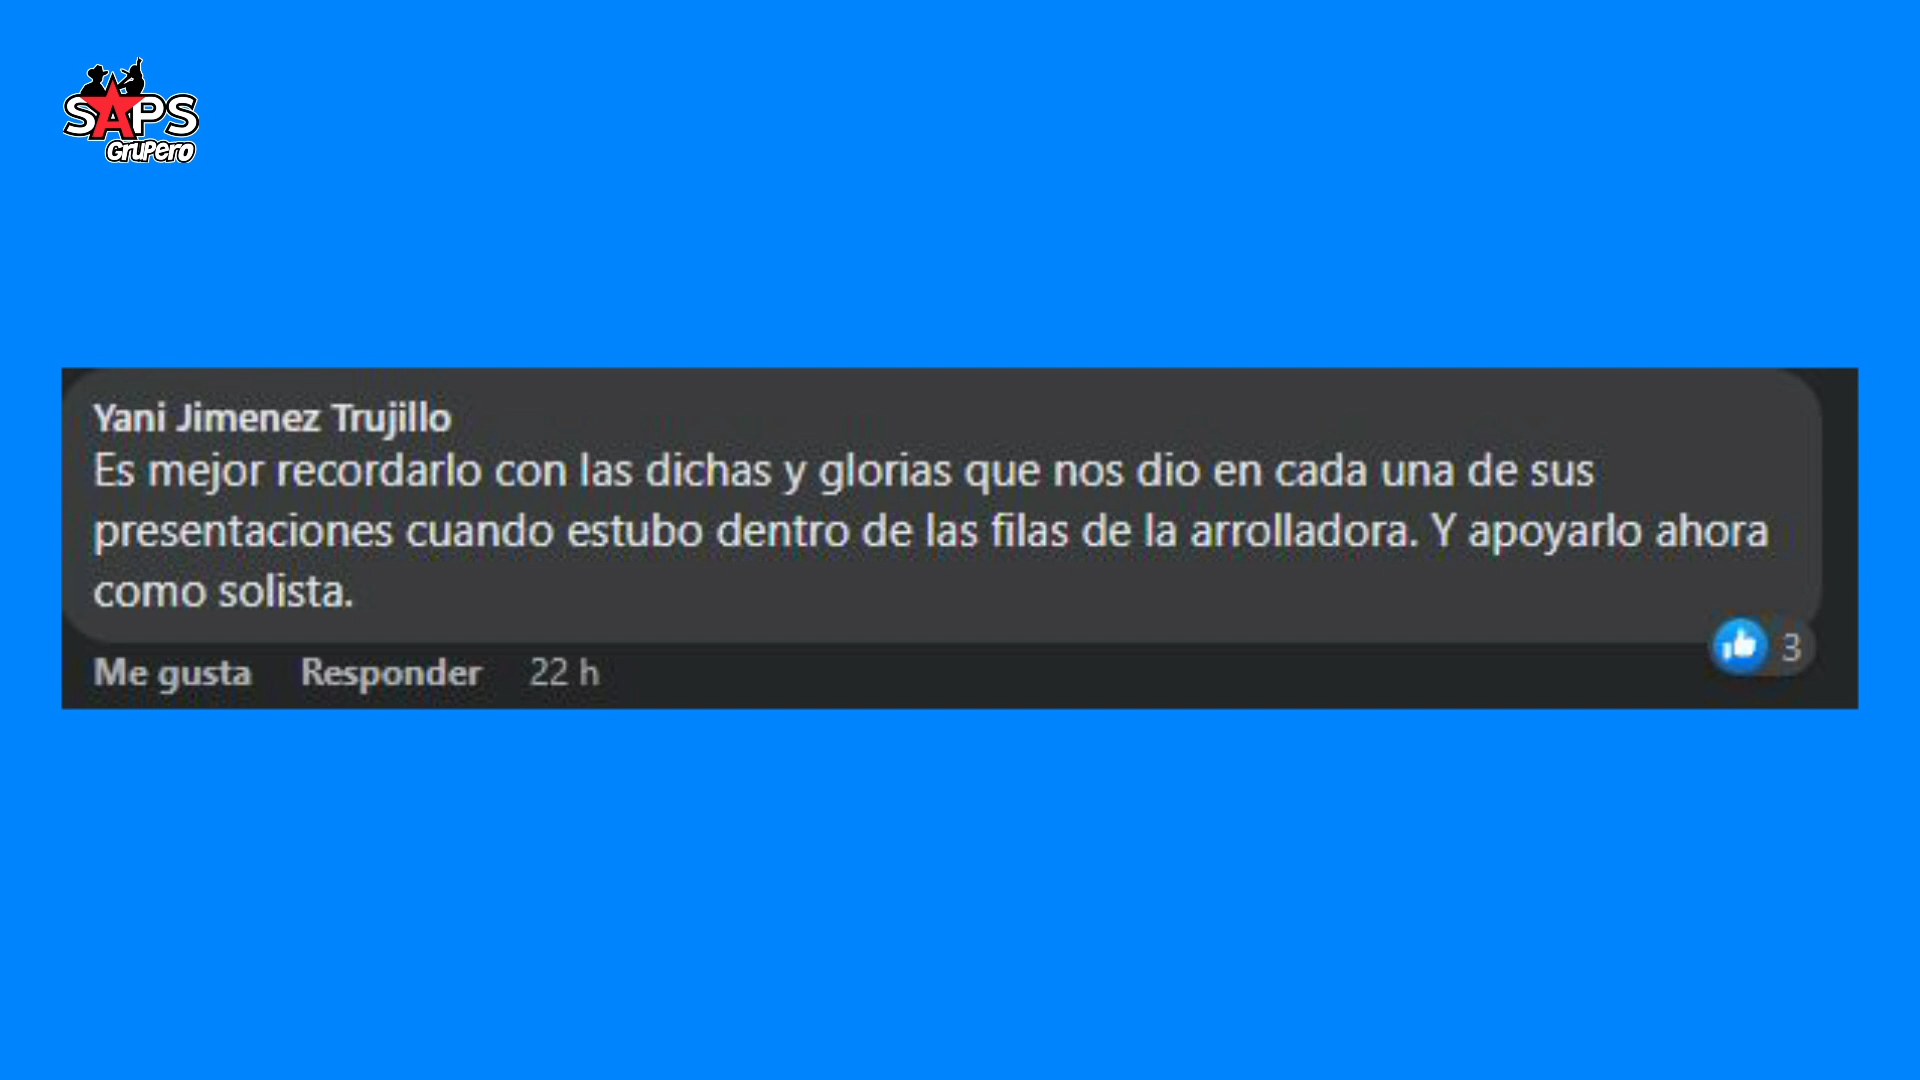 SAPS
GruPero
Yani Jimenez Trujillo
Es mejor recordarlo con las dichas y glorias que nos dio en cada una de sus
presentaciones cuando estubo dentro de las filas de la arrolladora. Y apoyarlo ahora
como solista.
Me gusta Responder 22 h
3